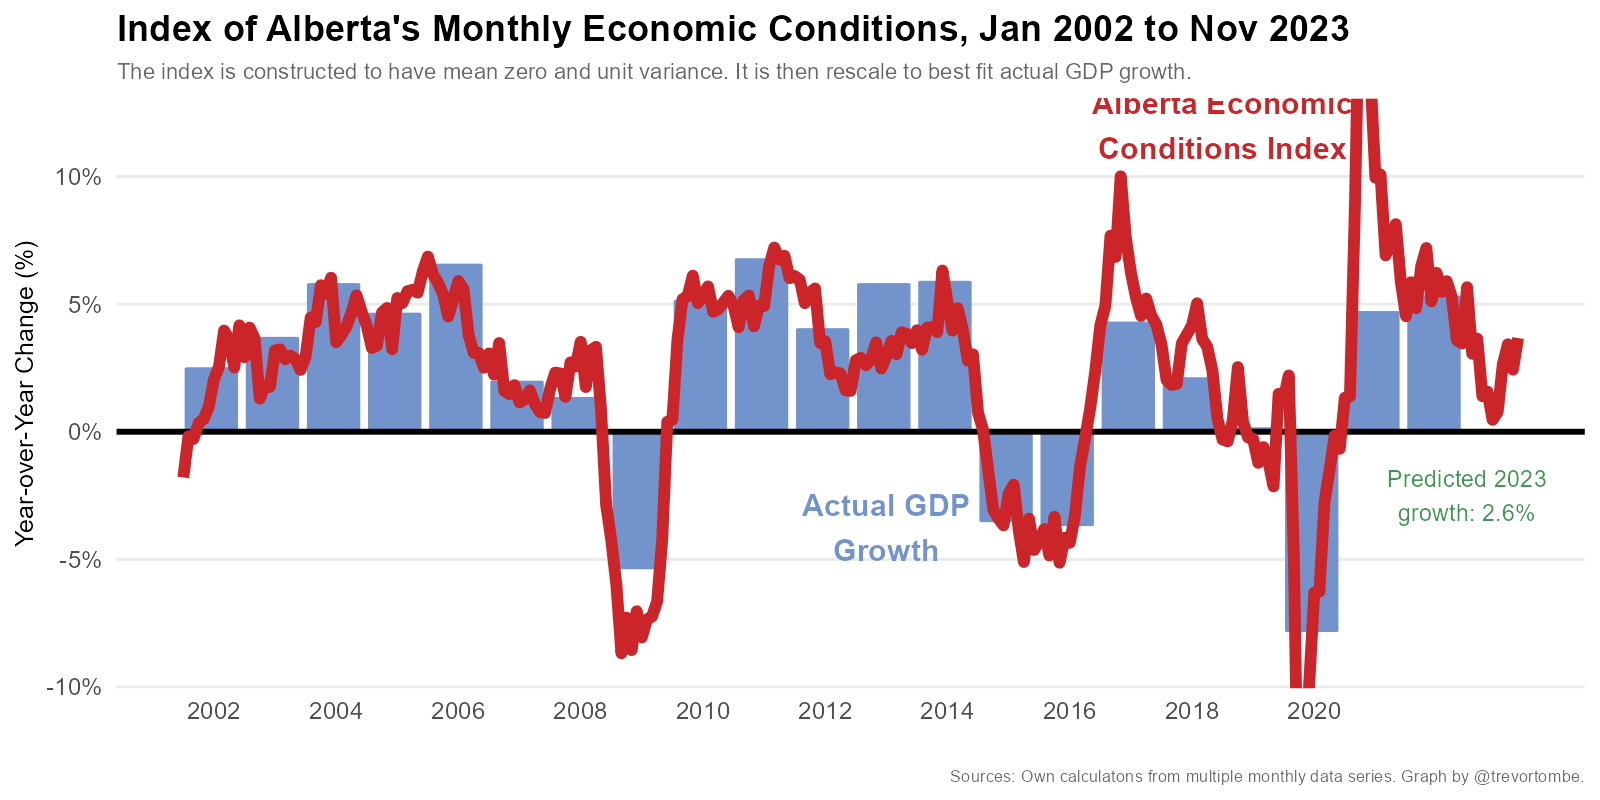 Index of Alberta's Monthly Economic Conditions, Jan 2002 to Nov 2023
The index is constructed to have mean zero and unit variance. It is then rescale to best fit actual GDP growth.
Alberta Economic
Conditions Index
10%
5%
0%
-5%
-10%
Year-over-Year Change (%)
Actual GDP
Growth
Predicted 2023
growth: 2.6%
2002 2004 2006 2008 2010 2012 2014 2016 2018 2020
Sources: Own calculatons from multiple monthly data series. Graph by @trevortombe.